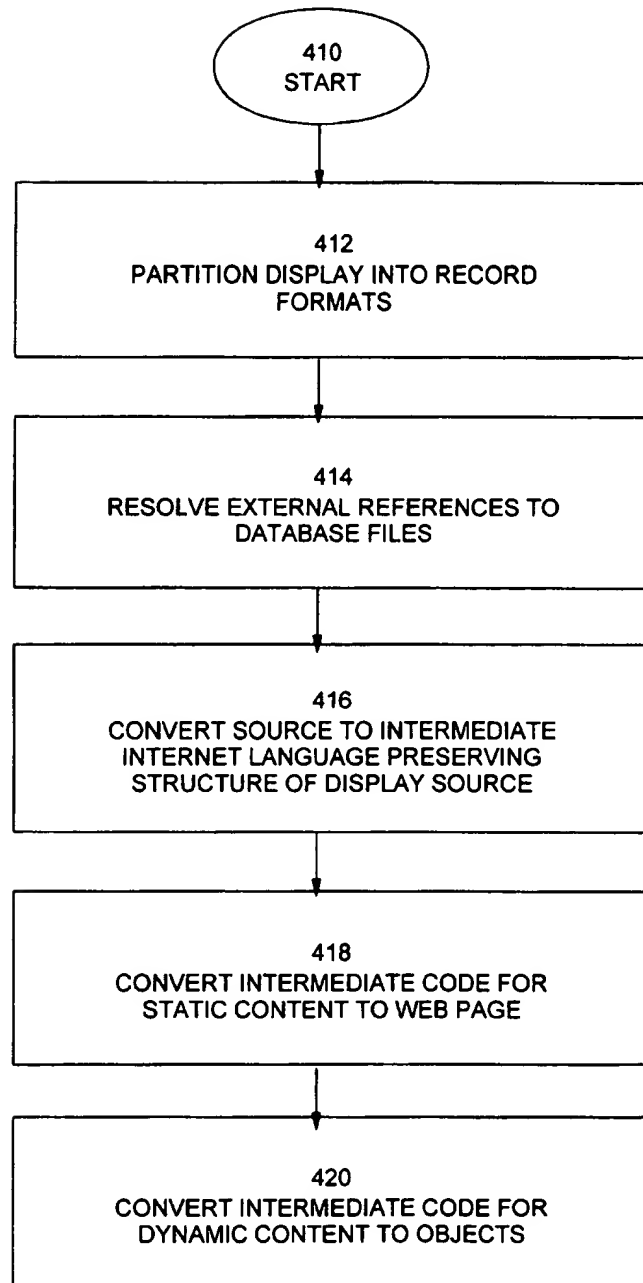 410
START
412
PARTITION DISPLAY INTO RECORD
FORMATS
414
RESOLVE EXTERNAL REFERENCES TO
DATABASE FILES
416
CONVERT SOURCE TO INTERMEDIATE
INTERNET LANGUAGE PRESERVING
STRUCTURE OF DISPLAY SOURCE
418
CONVERT INTERMEDIATE CODE FOR
STATIC CONTENT TO WEB PAGE
420
CONVERT INTERMEDIATE CODE FOR
DYNAMIC CONTENT TO OBJECTS